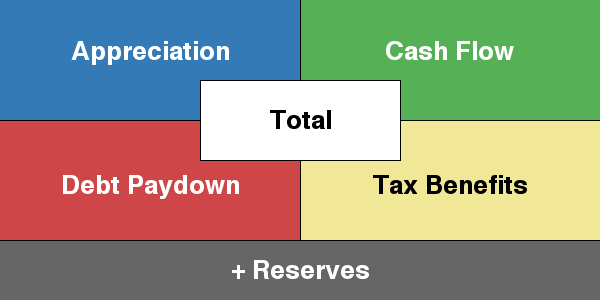 Appreciation
Cash Flow
Total
Debt Paydown
Tax Benefits
+ Reserves